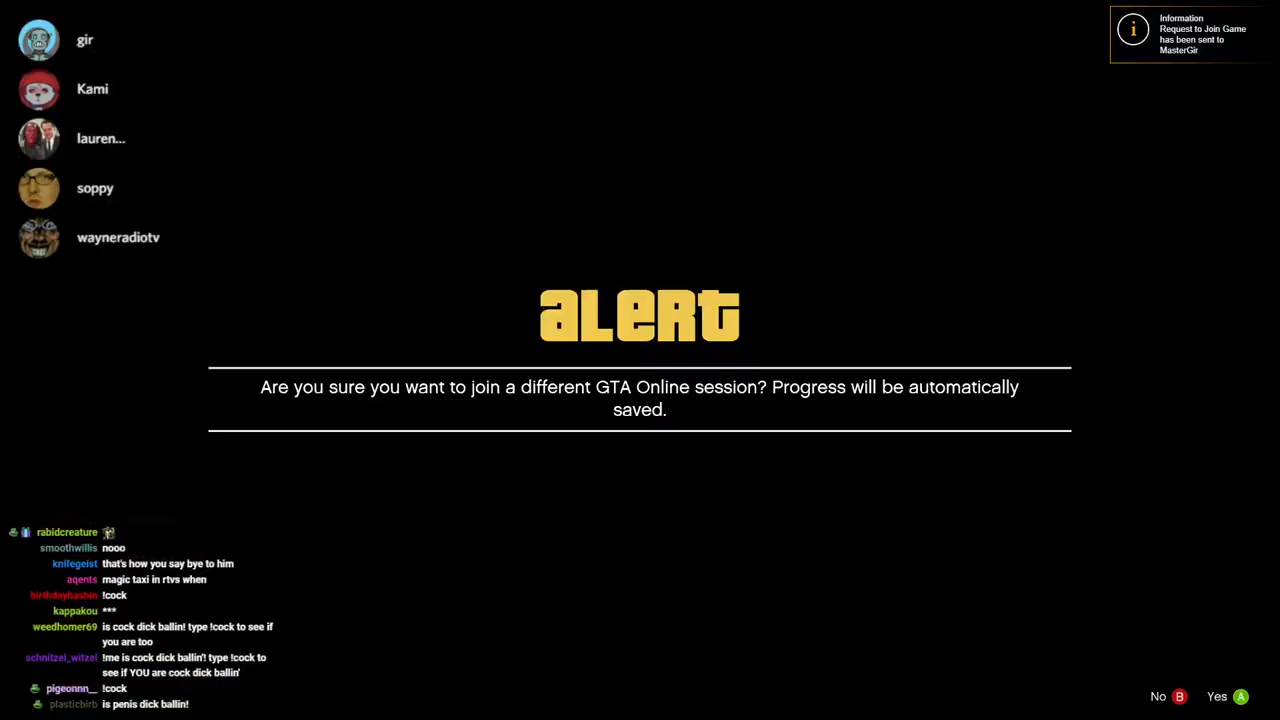 gir
Kami
lauren...
soppy
wayneradiotv
Information
Request to Join Game
has been sent to
MasterGir
alert
Are you sure you want to join a different GTA Online session? Progress will be automatically
saved.
rabidcreature
smoothwillis nooo
knifegeist that's how you say bye to him
aqents magic taxi in rtvs when
birthdaybashin !cock
kappakou ***
weedhomer69 is cock dick ballin! type !cock to see if
you are too
schnitzel_witzel !me is cock dick ballin'! type !cock to
see if YOU are cock dick ballin'
pigeonnn__ !cock
plasticbirb is penis dick ballin!
No B Yes A